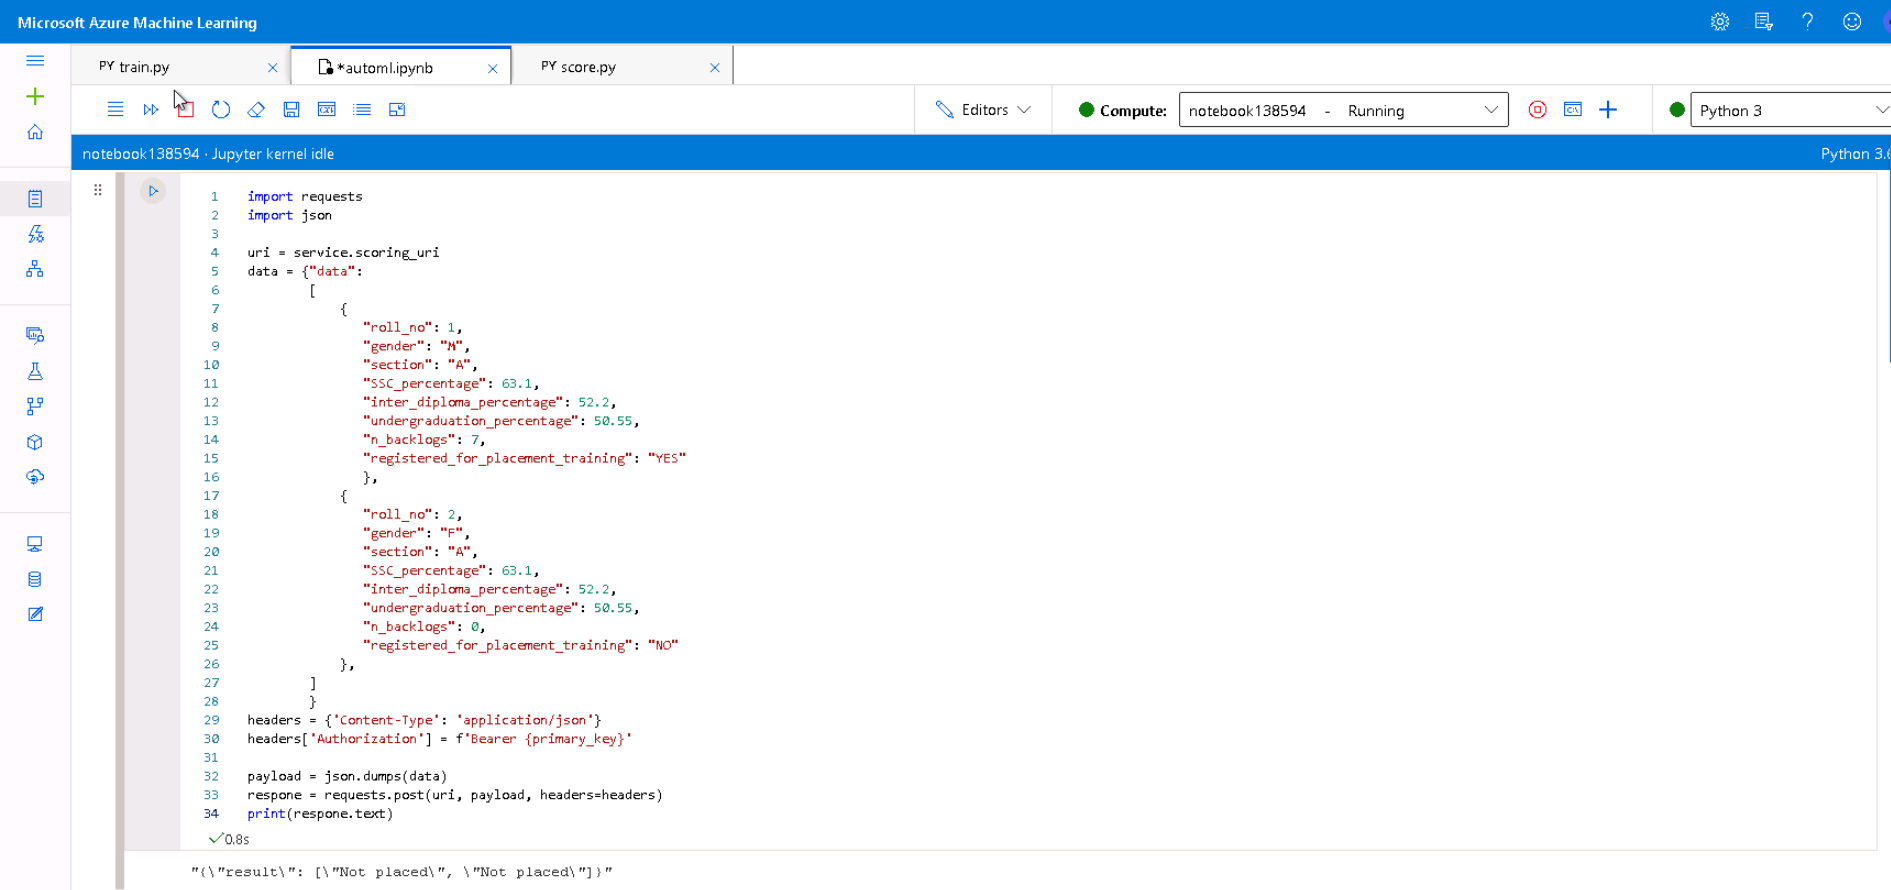 Microsoft Azure Machine Learning
PY train.py
*automl.ipynb
PY score.py
Editors
Compute: notebook138594 - Running
Python 3
notebook138594 · Jupyter kernel idle
Python 3.6
1 import requests
2 import json
3
4 uri = service.scoring_uri
5 data = {"data":
6 [
7 {
8 "roll_no": 1,
9 "gender": "M",
10 "section": "A",
11 "SSC_percentage": 63.1,
12 "inter_diploma_percentage": 52.2,
13 "undergraduation_percentage": 50.55,
14 "n_backlogs": 7,
15 "registered_for_placement_training": "YES"
16 },
17 {
18 "roll_no": 2,
19 "gender": "F",
20 "section": "A",
21 "SSC_percentage": 63.1,
22 "inter_diploma_percentage": 52.2,
23 "undergraduation_percentage": 50.55,
24 "n_backlogs": 0,
25 "registered_for_placement_training": "NO"
26 },
27 ]
28 }
29 headers = {'Content-Type': 'application/json'}
30 headers['Authorization'] = f'Bearer {primary_key}'
31
32 payload = json.dumps(data)
33 respone = requests.post(uri, payload, headers=headers)
34 print(respone.text)
0.8s
"{\"result\": [\"Not placed\", \"Not placed\"]}"